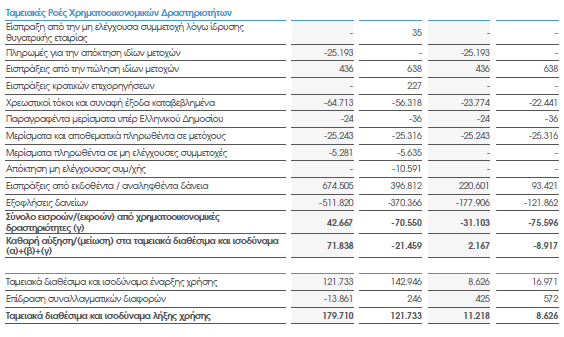 Ταμειακές Ροές Χρηματοοικονομικών Δραστηριοτήτων
Είσπραξη από την μη ελέγχουσα συμμετοχή λόγω ίδρυσης
θυγατρικής εταιρίας - 35 - -
Πληρωμές για την απόκτηση ιδίων μετοχών -25.193 - -25.193 -
Εισπράξεις από την πώληση ιδίων μετοχών 436 638 436 638
Εισπράξεις κρατικών επιχορηγήσεων - 227 - -
Χρεωστικοί τόκοι και συναφή έξοδα καταβεβλημένα -64.713 -56.318 -23.774 -22.441
Παραγραφέντα μερίσματα υπέρ Ελληνικού Δημοσίου -24 -36 -24 -36
Μερίσματα και αποθεματικά πληρωθέντα σε μετόχους -25.243 -25.316 -25.243 -25.316
Μερίσματα πληρωθέντα σε μη ελέγχουσες συμμετοχές -5.281 -5.635 - -
Απόκτηση μη ελέγχουσας συμ/χής - -10.591 - -
Εισπράξεις από εκδοθέντα / αναληφθέντα δάνεια 674.505 396.812 220.601 93.421
Εξοφλήσεις δανείων -511.820 -370.366 -177.906 -121.862
Σύνολο εισροών/(εκροών) από χρηματοοικονομικές
δραστηριότητες (γ) 42.667 -70.550 -31.103 -75.596
Καθαρή αύξηση/(μείωση) στα ταμειακά διαθέσιμα και ισοδύναμα
(α)+(β)+(γ) 71.838 -21.459 2.167 -8.917
Ταμειακά διαθέσιμα και ισοδύναμα έναρξης χρήσης 121.733 142.946 8.626 16.971
Επίδραση συναλλαγματικών διαφορών -13.861 246 425 572
Ταμειακά διαθέσιμα και ισοδύναμα λήξης χρήσης 179.710 121.733 11.218 8.626